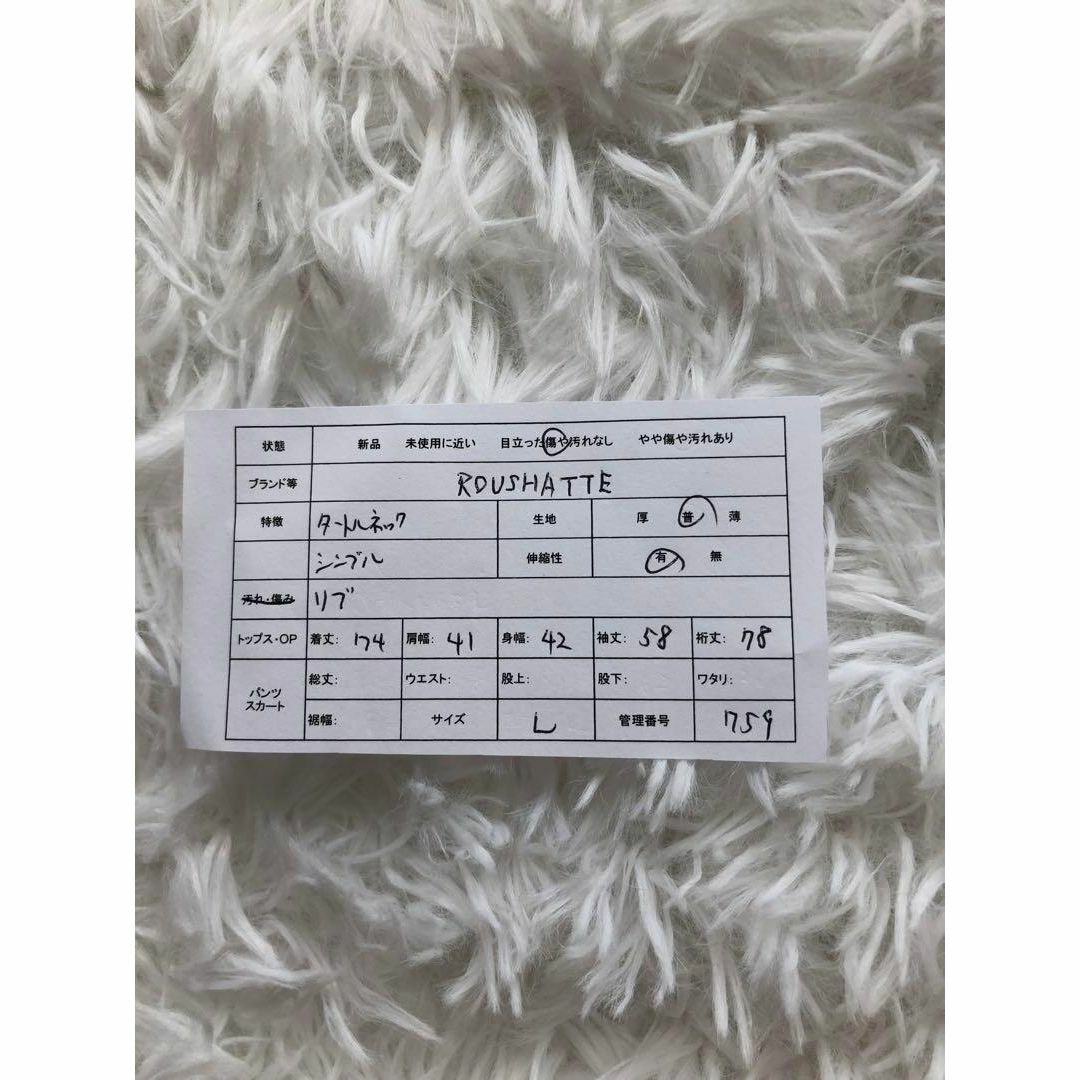 状態 新品 未使用に近い 目立った傷や汚れなし やや傷や汚れあり
ブランド等 ROUSHATTE
特徴 タートルネック 生地 厚 普 薄
シンプル 伸縮性 有 無
汚れ・傷み リブ
トップス・OP 着丈: 74 肩幅: 41 身幅: 42 袖丈: 58 裄丈: 78
パンツ スカート 総丈: ウエスト: 股上: 股下: ワタリ:
裾幅: サイズ L 管理番号 759